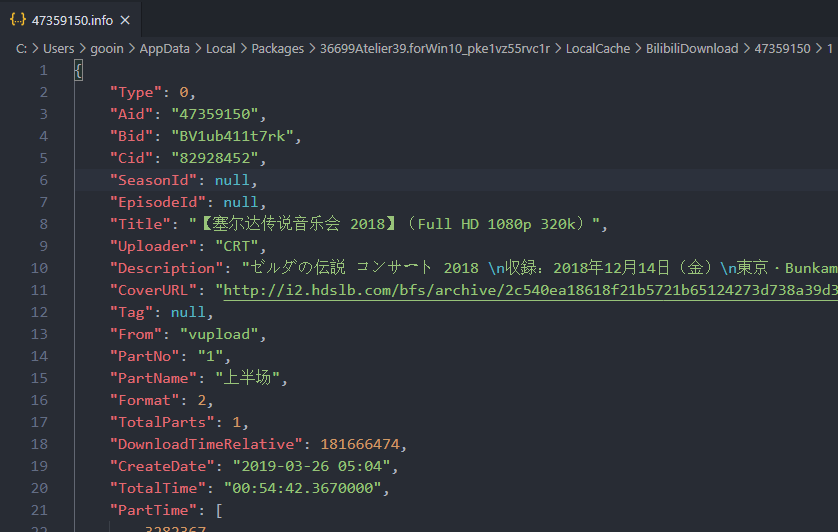 {..} 47359150.info ×
C: > Users > gooin > AppData > Local > Packages > 36699Atelier39.forWin10_pke1vz55rvc1r > LocalCache > BilibiliDownload > 47359150 > 1
1 {
2 "Type": 0,
3 "Aid": "47359150",
4 "Bid": "BV1ub411t7rk",
5 "Cid": "82928452",
6 "SeasonId": null,
7 "EpisodeId": null,
8 "Title": "【塞尔达传说音乐会 2018】（Full HD 1080p 320k）",
9 "Uploader": "CRT",
10 "Description": "ゼルダの伝説 コンサート 2018 \n収録：2018年12月14日（金）\n東京・Bunkam
11 "CoverURL": "http://i2.hdslb.com/bfs/archive/2c540ea18618f21b5721b65124273d738a39d3
12 "Tag": null,
13 "From": "vupload",
14 "PartNo": "1",
15 "PartName": "上半场",
16 "Format": 2,
17 "TotalParts": 1,
18 "DownloadTimeRelative": 181666474,
19 "CreateDate": "2019-03-26 05:04",
20 "TotalTime": "00:54:42.3670000",
21 "PartTime": [
22 3282367